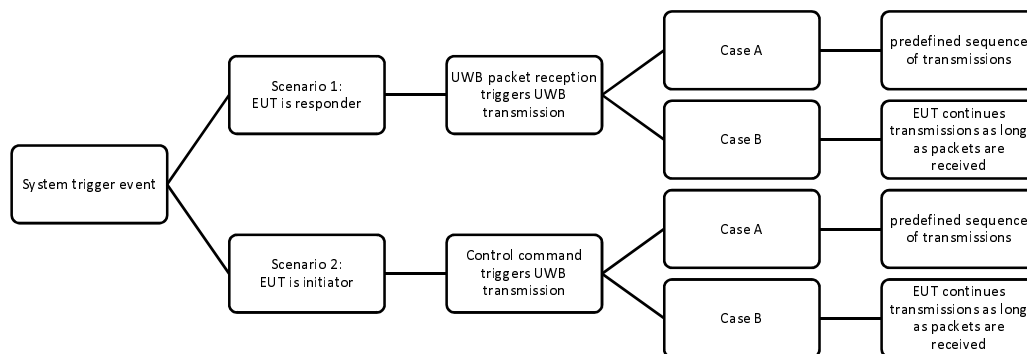 System trigger event
Scenario 1:
EUT is responder
UWB packet reception
triggers UWB
transmission
Case A
predefined sequence
of transmissions
Case B
EUT continues
transmissions as long
as packets are
received
Scenario 2:
EUT is initiator
Control command
triggers UWB
transmission
Case A
predefined sequence
of transmissions
Case B
EUT continues
transmissions as long
as packets are
received